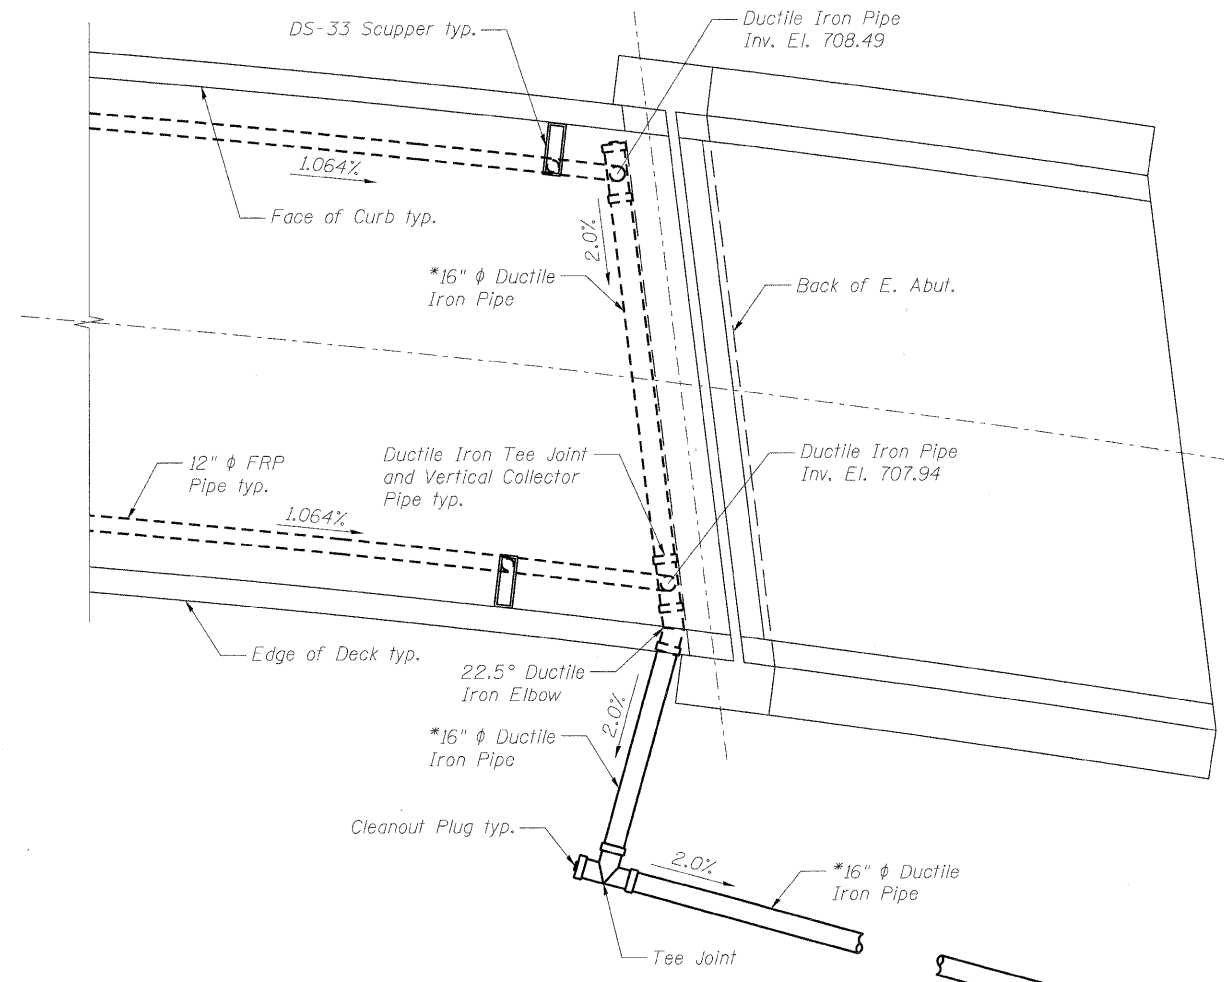 DS-33 Scupper typ.
Ductile Iron Pipe
Inv. El. 708.49
1.064%
Face of Curb typ.
2.0%
*16" ϕ Ductile
Iron Pipe
Back of E. Abut.
12" ϕ FRP
Pipe typ.
Ductile Iron Tee Joint
and Vertical Collector
Pipe typ.
Ductile Iron Pipe
Inv. El. 707.94
1.064%
Edge of Deck typ.
22.5° Ductile
Iron Elbow
2.0%
*16" ϕ Ductile
Iron Pipe
Cleanout Plug typ.
2.0%
*16" ϕ Ductile
Iron Pipe
Tee Joint